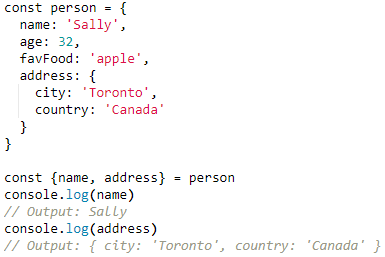 const person = {
  name: 'Sally',
  age: 32,
  favFood: 'apple',
  address: {
    city: 'Toronto',
    country: 'Canada'
  }
}

const {name, address} = person
console.log(name)
// Output: Sally
console.log(address)
// Output: { city: 'Toronto', country: 'Canada' }